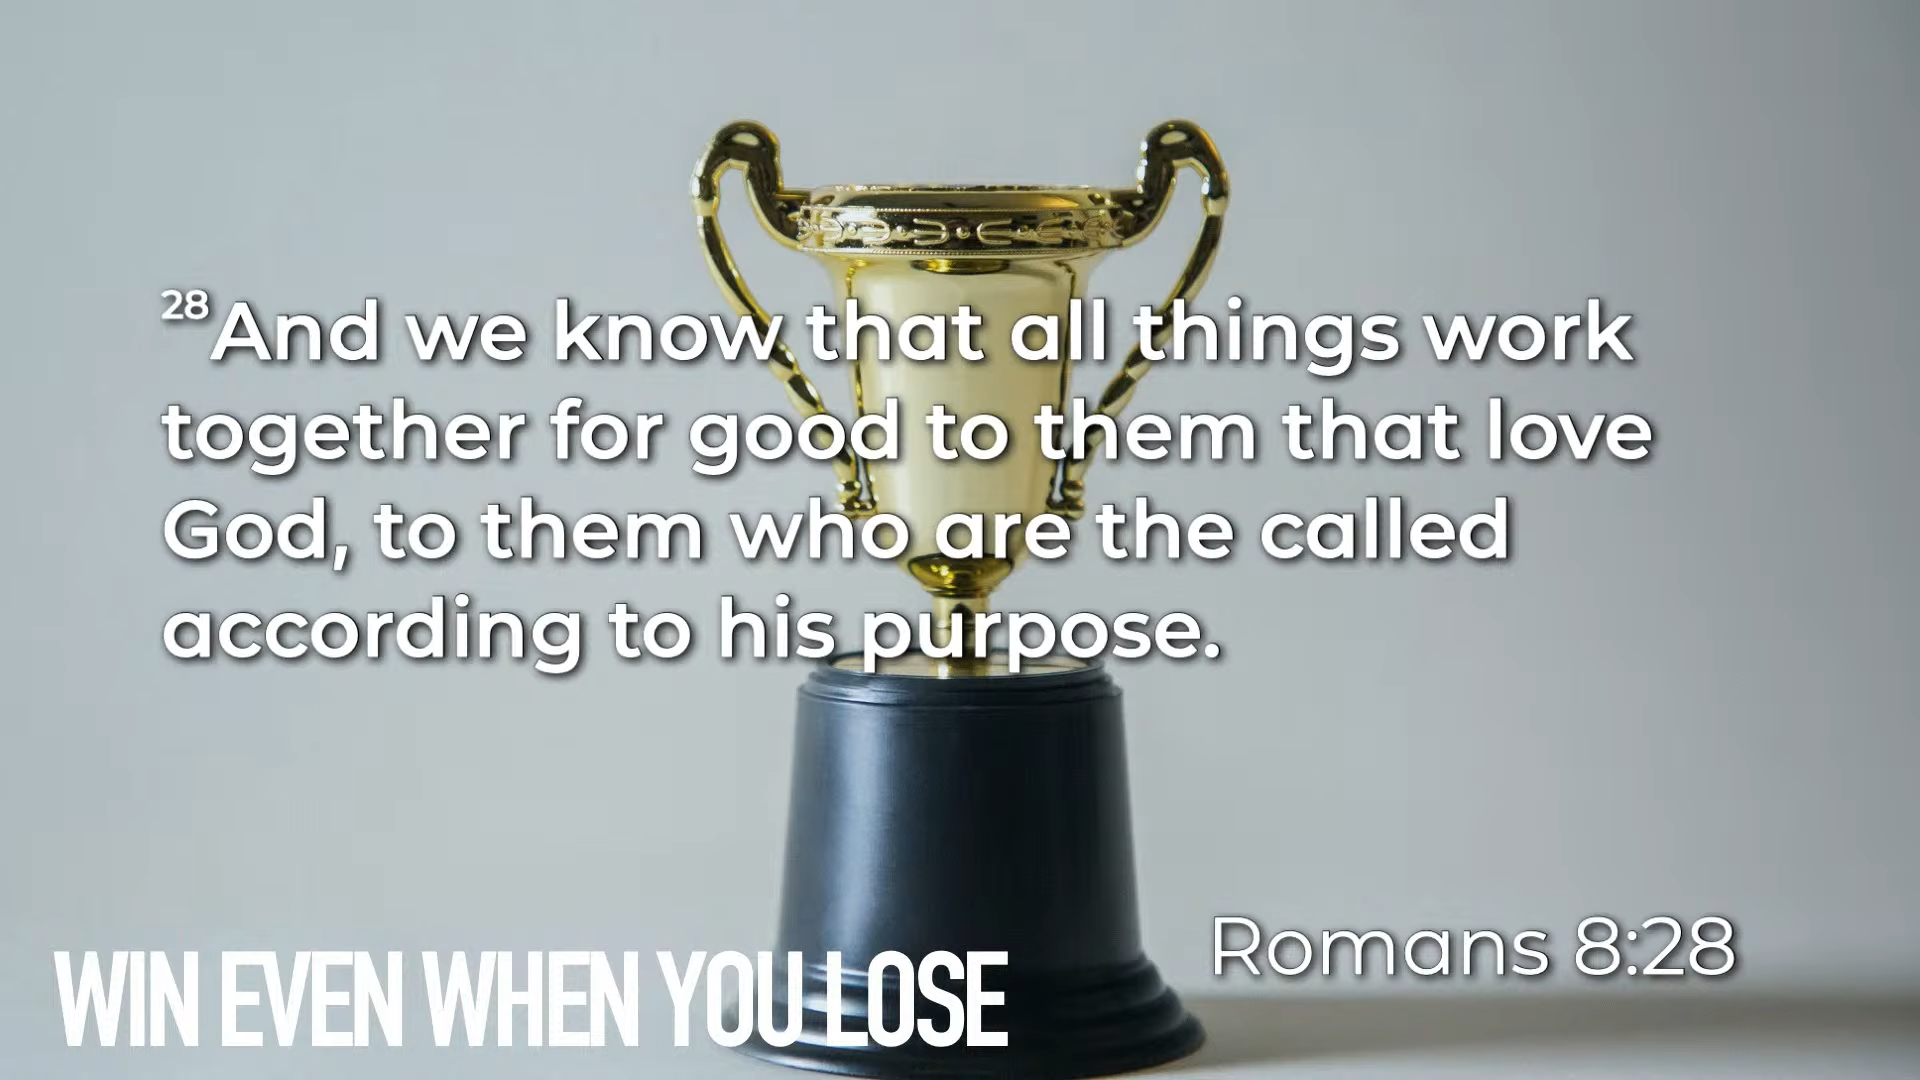 28And we know that all things work
together for good to them that love
God, to them who are the called
according to his purpose.
Romans 8:28
WIN EVEN WHEN YOU LOSE